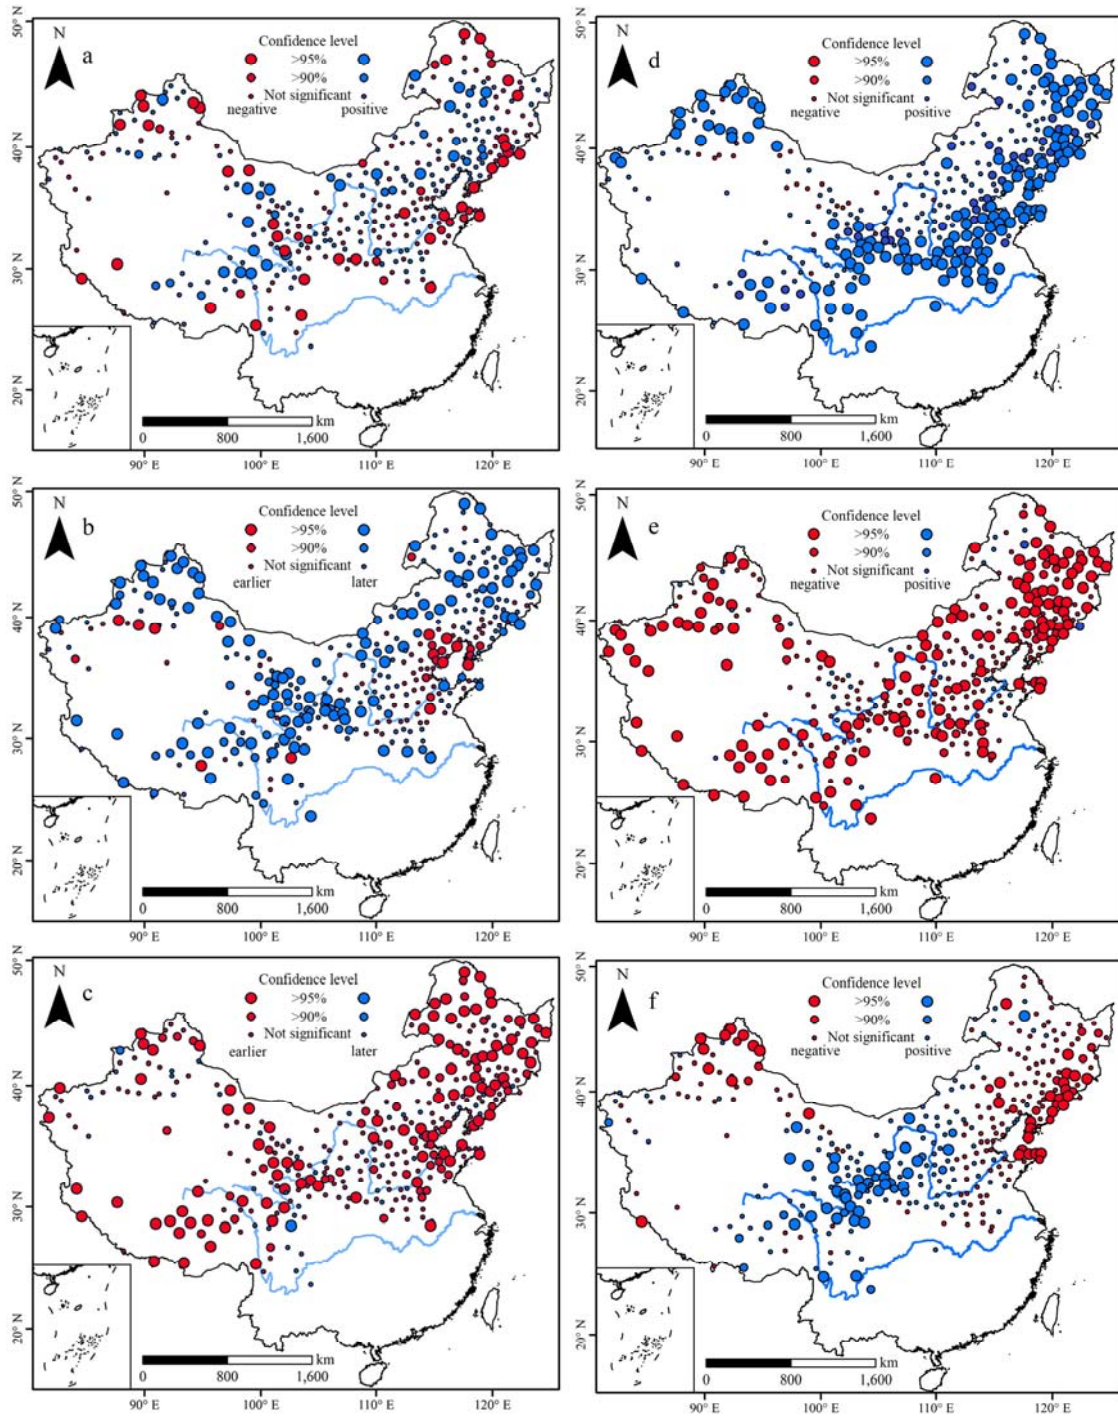 N
a
Confidence level
>95%
>90%
Not significant
negative
positive
50° N
40° N
30° N
20° N
km
0
800
1,600
90° E
100° E
110° E
120° E
N
d
Confidence level
>95%
>90%
Not significant
negative
positive
50° N
40° N
30° N
20° N
km
0
800
1,600
90° E
100° E
110° E
120° E
N
b
Confidence level
>95%
>90%
Not significant
earlier
later
50° N
40° N
30° N
20° N
km
0
800
1,600
90° E
100° E
110° E
120° E
N
e
Confidence level
>95%
>90%
Not significant
negative
positive
50° N
40° N
30° N
20° N
km
0
800
1,600
90° E
100° E
110° E
120° E
N
c
Confidence level
>95%
>90%
Not significant
earlier
later
50° N
40° N
30° N
20° N
km
0
800
1,600
90° E
100° E
110° E
120° E
N
f
Confidence level
>95%
>90%
Not significant
negative
positive
50° N
40° N
30° N
20° N
km
0
800
1,600
90° E
100° E
110° E
120° E